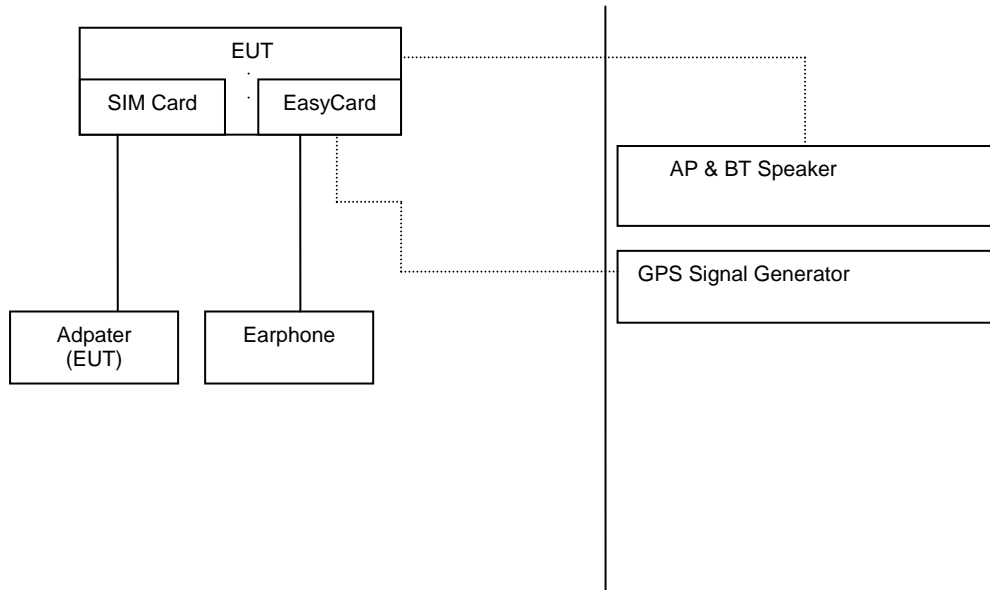 EUT
SIM Card
EasyCard
AP & BT Speaker
GPS Signal Generator
Adpater
(EUT)
Earphone